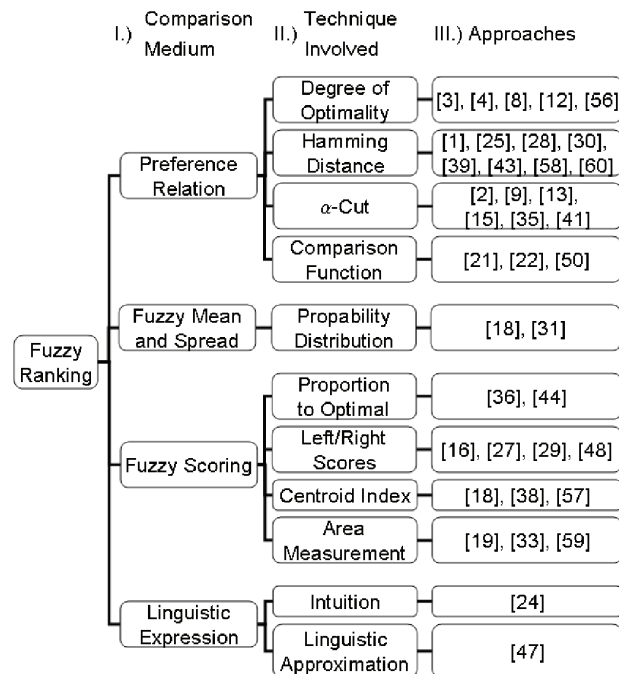 I.) Comparison Medium
II.) Technique Involved
III.) Approaches
Fuzzy
Ranking
Preference
Relation
Degree of
Optimality
[3], [4], [8], [12], [56]
Hamming
Distance
[1], [25], [28], [30],
[39], [43], [58], [60]
α-Cut
[2], [9], [13],
[15], [35], [41]
Comparison
Function
[21], [22], [50]
Fuzzy Mean
and Spread
Propability
Distribution
[18], [31]
Fuzzy Scoring
Proportion
to Optimal
[36], [44]
Left/Right
Scores
[16], [27], [29], [48]
Centroid Index
[18], [38], [57]
Area
Measurement
[19], [33], [59]
Linguistic
Expression
Intuition
[24]
Linguistic
Approximation
[47]